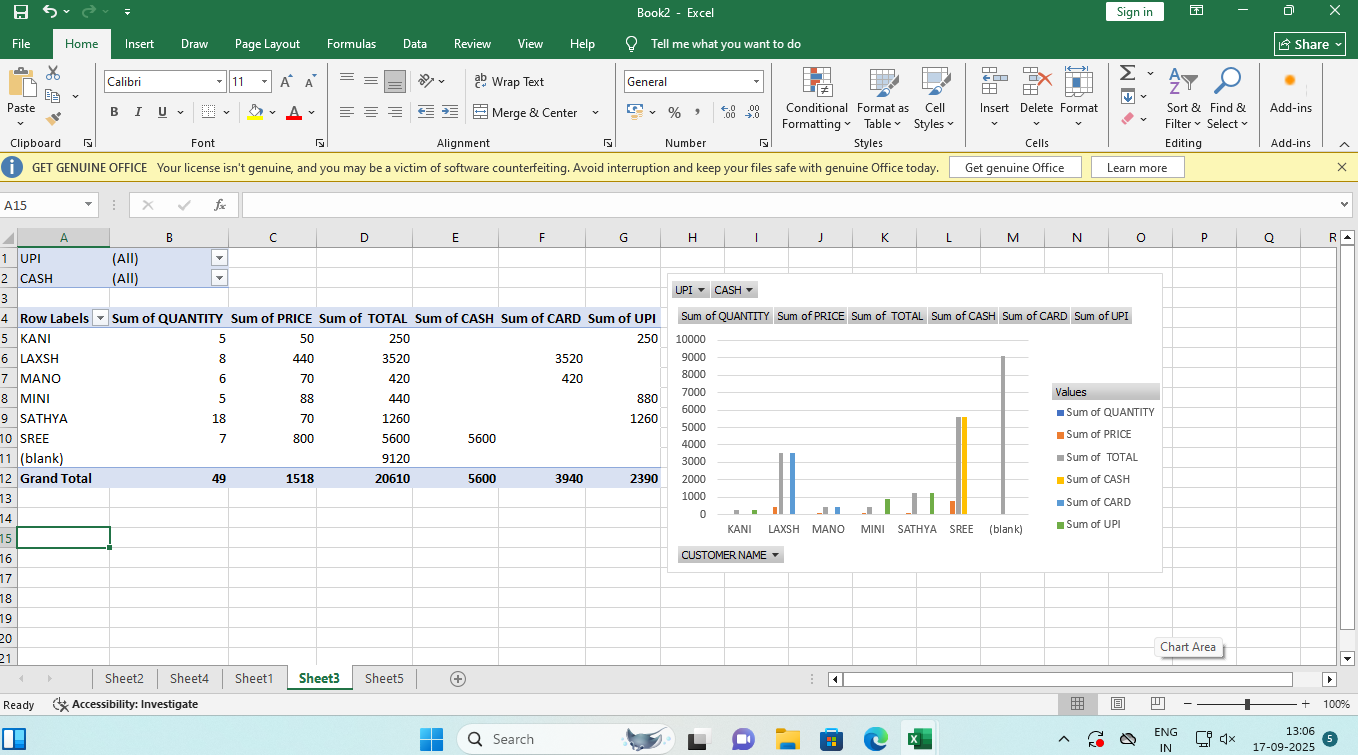 Book2 - Excel
Sign in
File Home Insert Draw Page Layout Formulas Data Review View Help Tell me what you want to do
Share
Calibri 11 Wrap Text General
Paste B I U Merge & Center % , Conditional Formatting Format as Table Cell Styles Insert Delete Format Sort & Filter Find & Select Add-ins
Clipboard Font Alignment Number Styles Cells Editing Add-ins
GET GENUINE OFFICE Your license isn't genuine, and you may be a victim of software counterfeiting. Avoid interruption and keep your files safe with genuine Office today. Get genuine Office Learn more
A15 fx
A B C D E F G H I J K L M N O P Q R
1 UPI (All)
2 CASH (All)
3
4 Row Labels Sum of QUANTITY Sum of PRICE Sum of TOTAL Sum of CASH Sum of CARD Sum of UPI
5 KANI 5 50 250 250
6 LAXSH 8 440 3520 3520
7 MANO 6 70 420 420
8 MINI 5 88 440 880
9 SATHYA 18 70 1260 1260
10 SREE 7 800 5600 5600
11 (blank) 9120
12 Grand Total 49 1518 20610 5600 3940 2390
13
14
15
16
17
18
19
20
21
UPI CASH
Sum of QUANTITY Sum of PRICE Sum of TOTAL Sum of CASH Sum of CARD Sum of UPI
10000
9000
8000
7000
6000
5000
4000
3000
2000
1000
0
KANI LAXSH MANO MINI SATHYA SREE (blank)
Values
Sum of QUANTITY
Sum of PRICE
Sum of TOTAL
Sum of CASH
Sum of CARD
Sum of UPI
CUSTOMER NAME
Chart Area
Sheet2 Sheet4 Sheet1 Sheet3 Sheet5
Ready Accessibility: Investigate 100%
Search
ENG
IN
13:06
17-09-2025
5